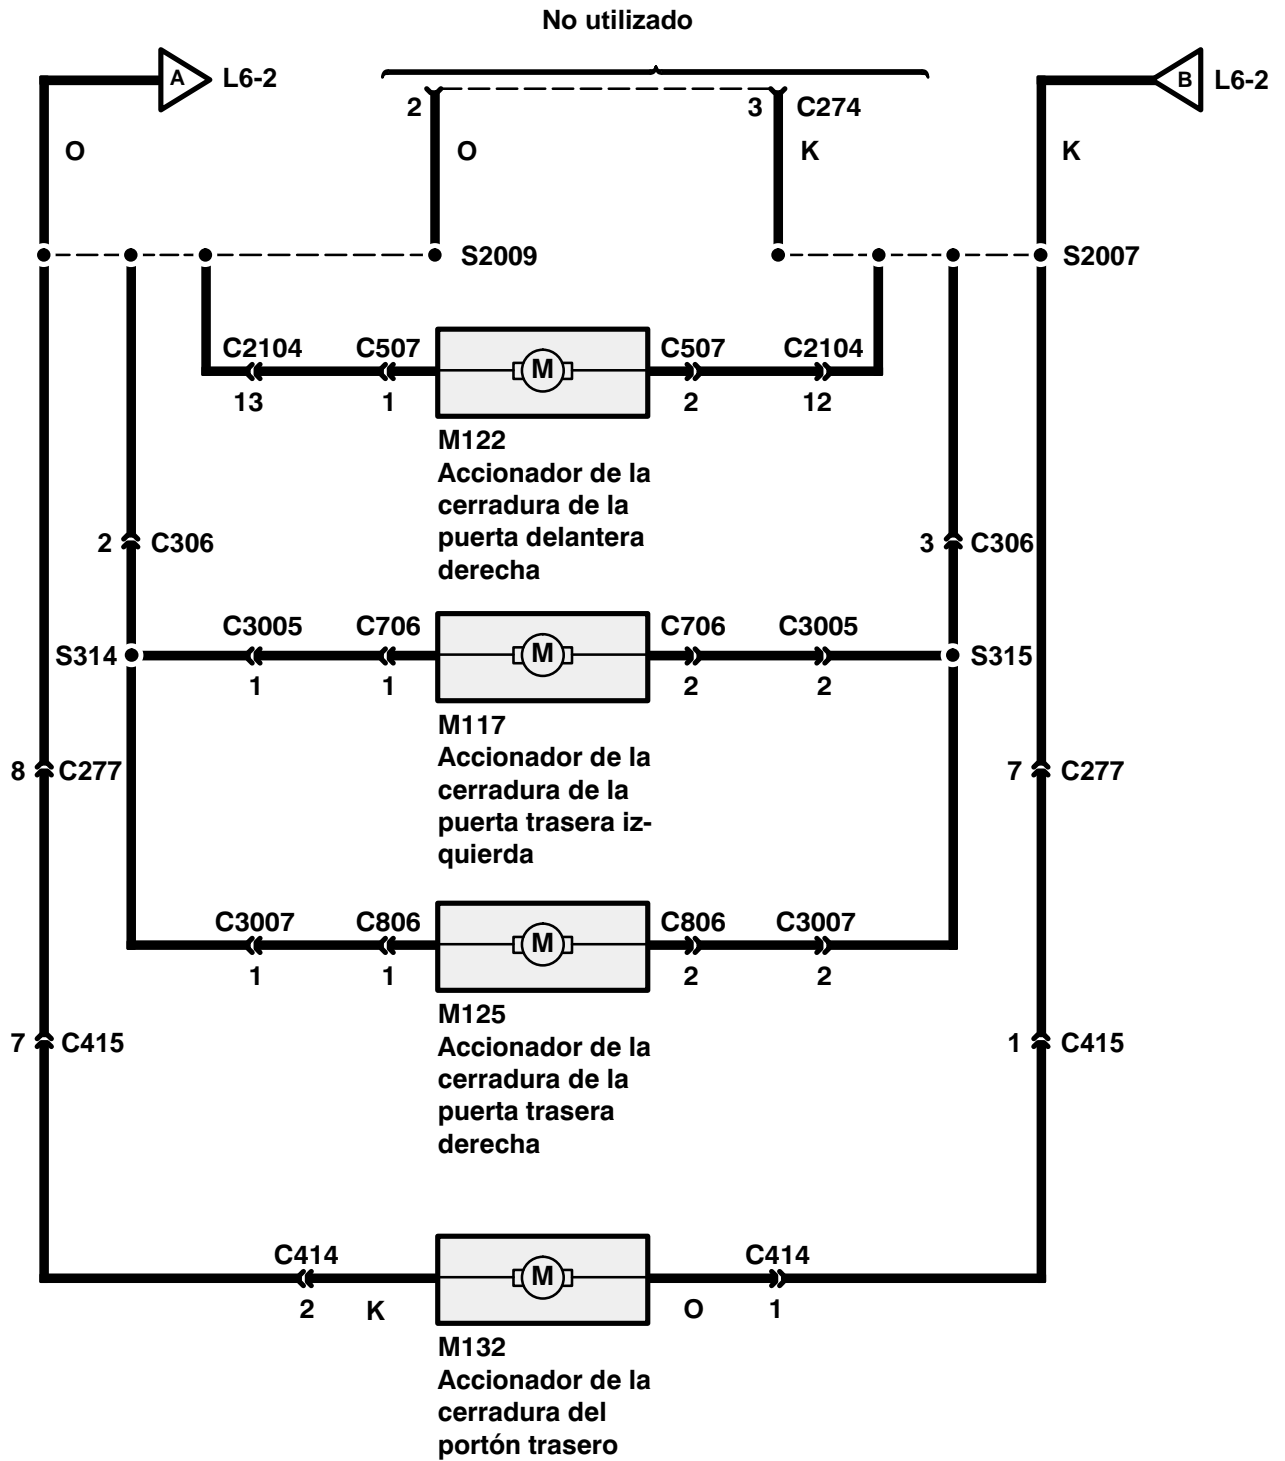 No utilizado
A L6-2
B L6-2
2
3 C274
O
O
K
K
S2009
S2007
C2104 C507
C507 C2104
13 1
2 12
M122
Accionador de la
cerradura de la
puerta delantera
derecha
2 C306
3 C306
C3005 C706
C706 C3005
S314
S315
1 1
2 2
M117
Accionador de la
cerradura de la
puerta trasera iz-
quierda
8 C277
7 C277
C3007 C806
C806 C3007
1 1
2 2
M125
Accionador de la
cerradura de la
puerta trasera
derecha
7 C415
1 C415
C414
C414
2 K
O 1
M132
Accionador de la
cerradura del
portón trasero
M
M
M
M